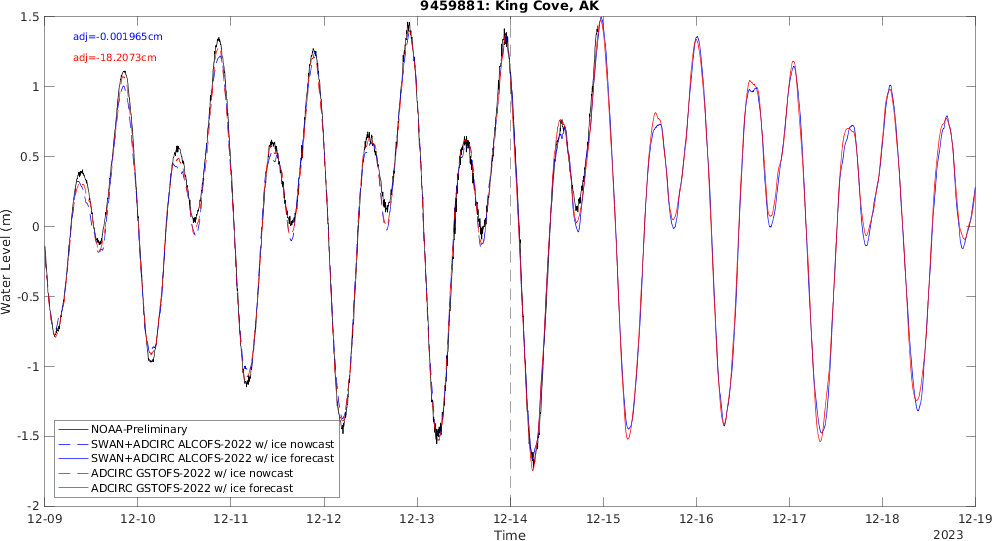 9459881: King Cove, AK
adj=-0.001965cm
adj=-18.2073cm
1.5
1
0.5
0
-0.5
-1
-1.5
-2
Water Level (m)
NOAA-Preliminary
SWAN+ADCIRC ALCOFS-2022 w/ ice nowcast
SWAN+ADCIRC ALCOFS-2022 w/ ice forecast
ADCIRC GSTOFS-2022 w/ ice nowcast
ADCIRC GSTOFS-2022 w/ ice forecast
12-09 12-10 12-11 12-12 12-13 12-14 12-15 12-16 12-17 12-18 12-19
Time
2023